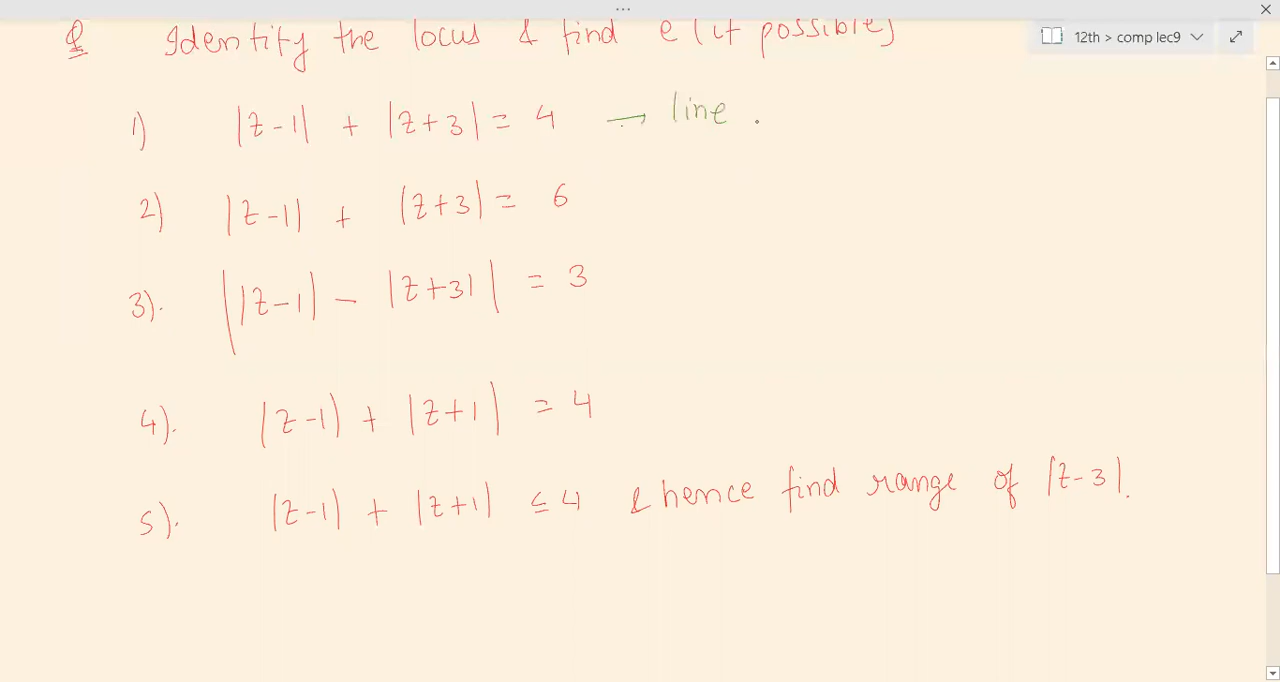 12th > comp lec9
Q Identify the locus & find e (if possible)
1) |z-1| + |z+3| = 4 → line .
2) |z-1| + |z+3| = 6
3). ||z-1| - |z+3|| = 3
4). |z-1| + |z+1| = 4
5). |z-1| + |z+1| ≤ 4 & hence find range of |z-3|.